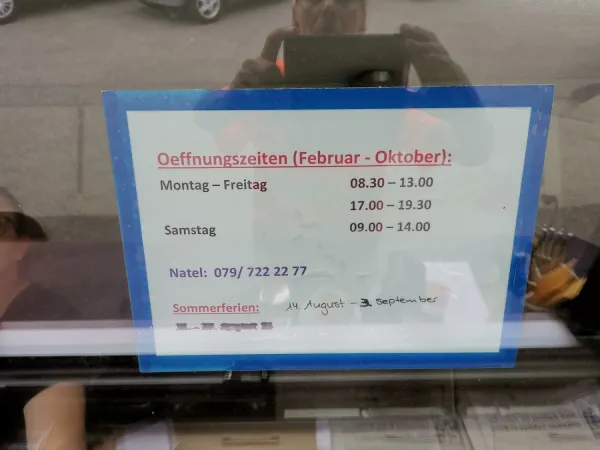 Oeffnungszeiten (Februar - Oktober):
Montag – Freitag 08.30 – 13.00
17.00 – 19.30
Samstag 09.00 – 14.00
Natel: 079/ 722 22 77
Sommerferien: 14. August – 3. September